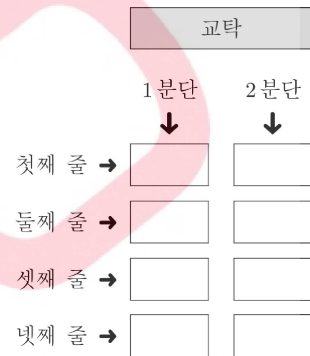 교탁
1분단 2분단
첫째 줄 →
둘째 줄 →
셋째 줄 →
넷째 줄 →